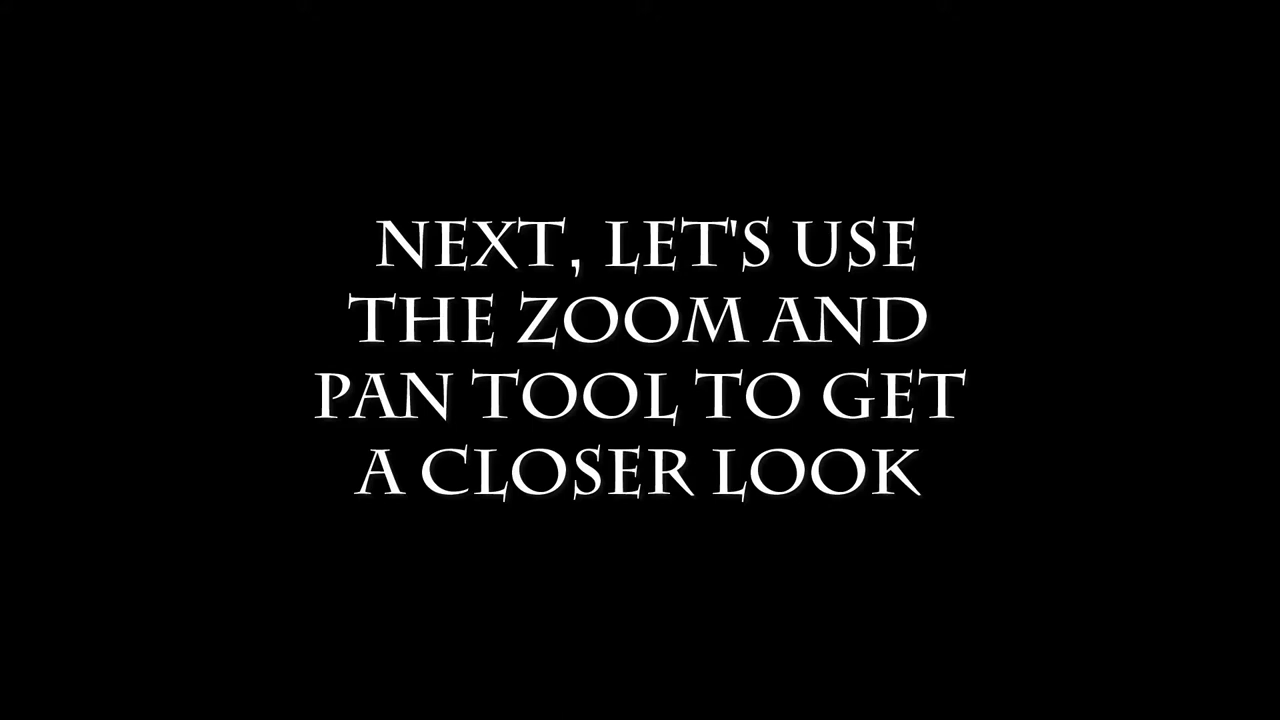 NEXT, LET'S USE
THE ZOOM AND
PAN TOOL TO GET
A CLOSER LOOK